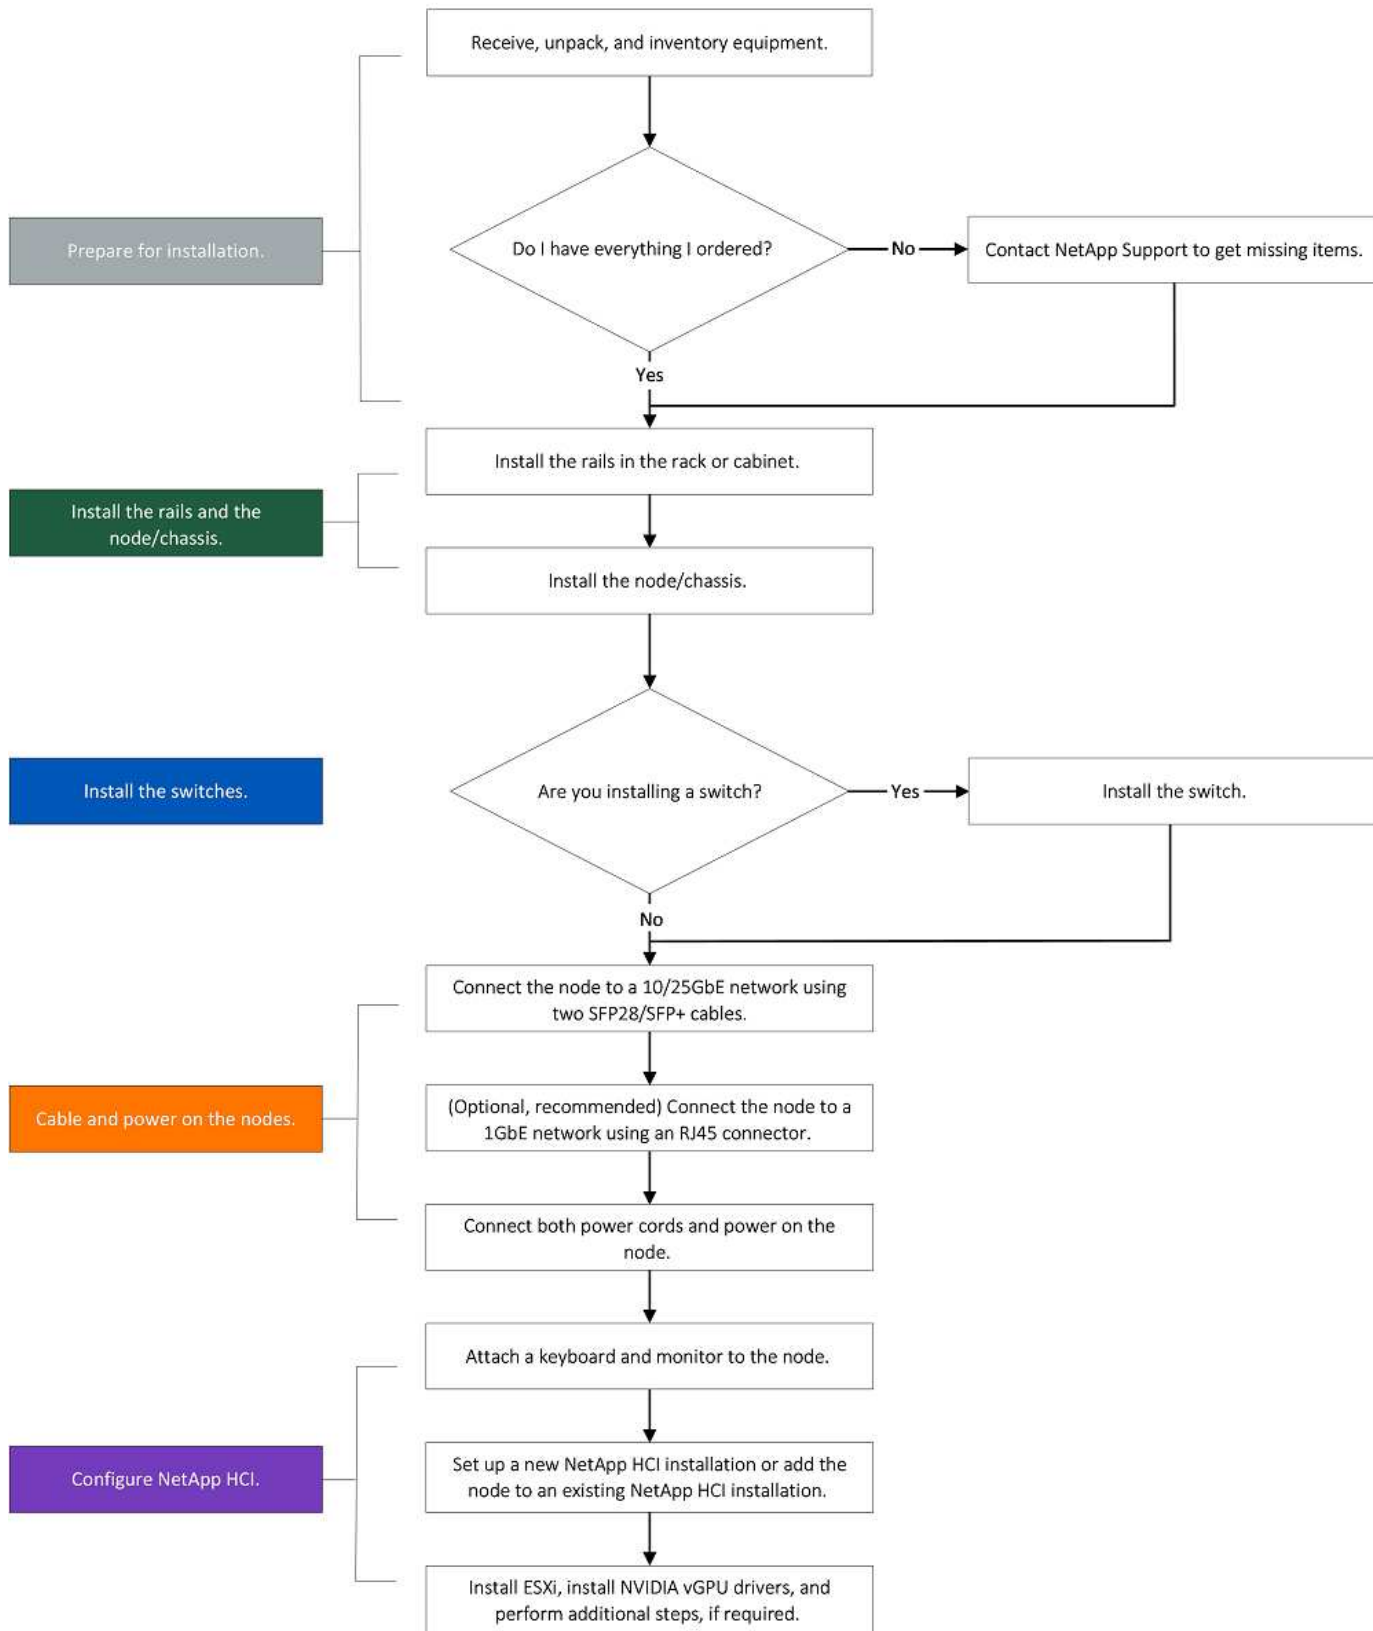 Receive, unpack, and inventory equipment.
Prepare for installation.
Do I have everything I ordered?
No
Contact NetApp Support to get missing items.
Yes
Install the rails in the rack or cabinet.
Install the rails and the
node/chassis.
Install the node/chassis.
Install the switches.
Are you installing a switch?
Yes
Install the switch.
No
Connect the node to a 10/25GbE network using
two SFP28/SFP+ cables.
Cable and power on the nodes.
(Optional, recommended) Connect the node to a
1GbE network using an RJ45 connector.
Connect both power cords and power on the
node.
Attach a keyboard and monitor to the node.
Configure NetApp HCI.
Set up a new NetApp HCI installation or add the
node to an existing NetApp HCI installation.
Install ESXi, install NVIDIA vGPU drivers, and
perform additional steps, if required.